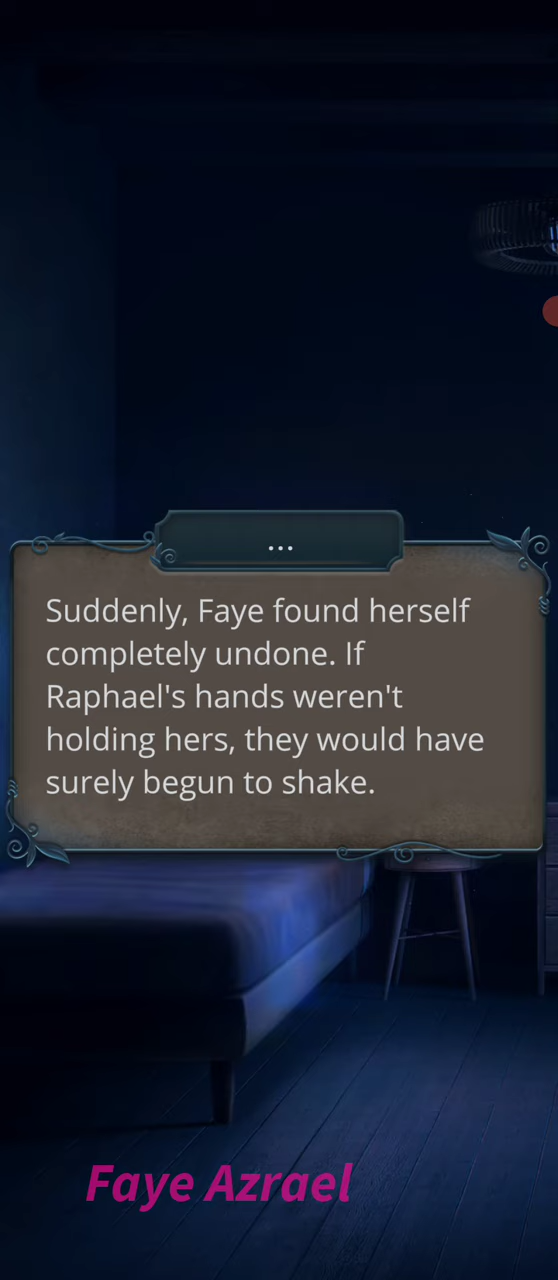 ...
Suddenly, Faye found herself
completely undone. If
Raphael's hands weren't
holding hers, they would have
surely begun to shake.
Faye Azrael